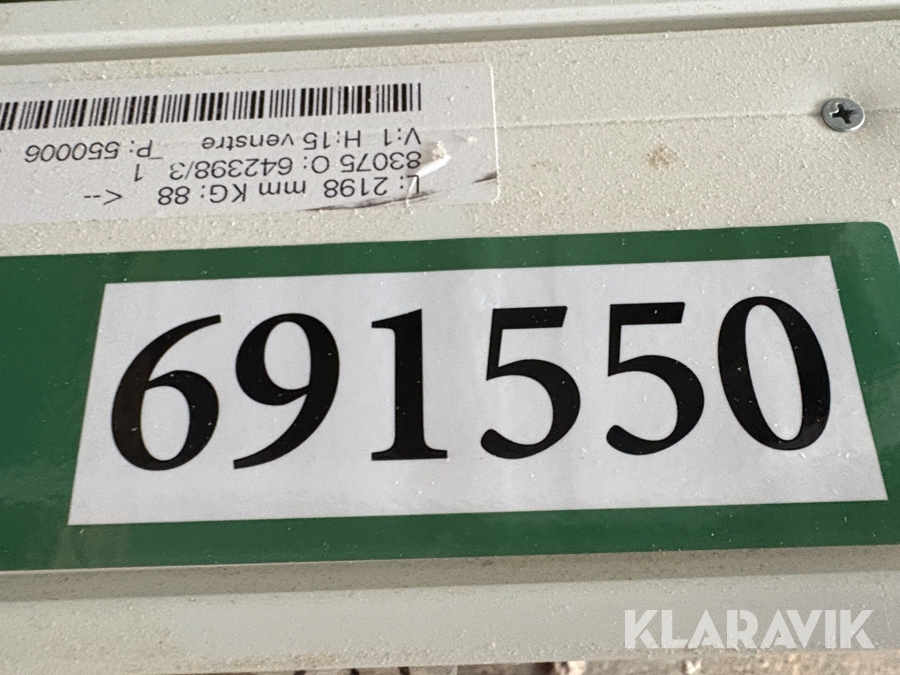 L: 2198 mm KG: 88 <--
83075 O: 642398/3 1
V:1 H:15 venstre P: 550006
691550
KLARAVIK